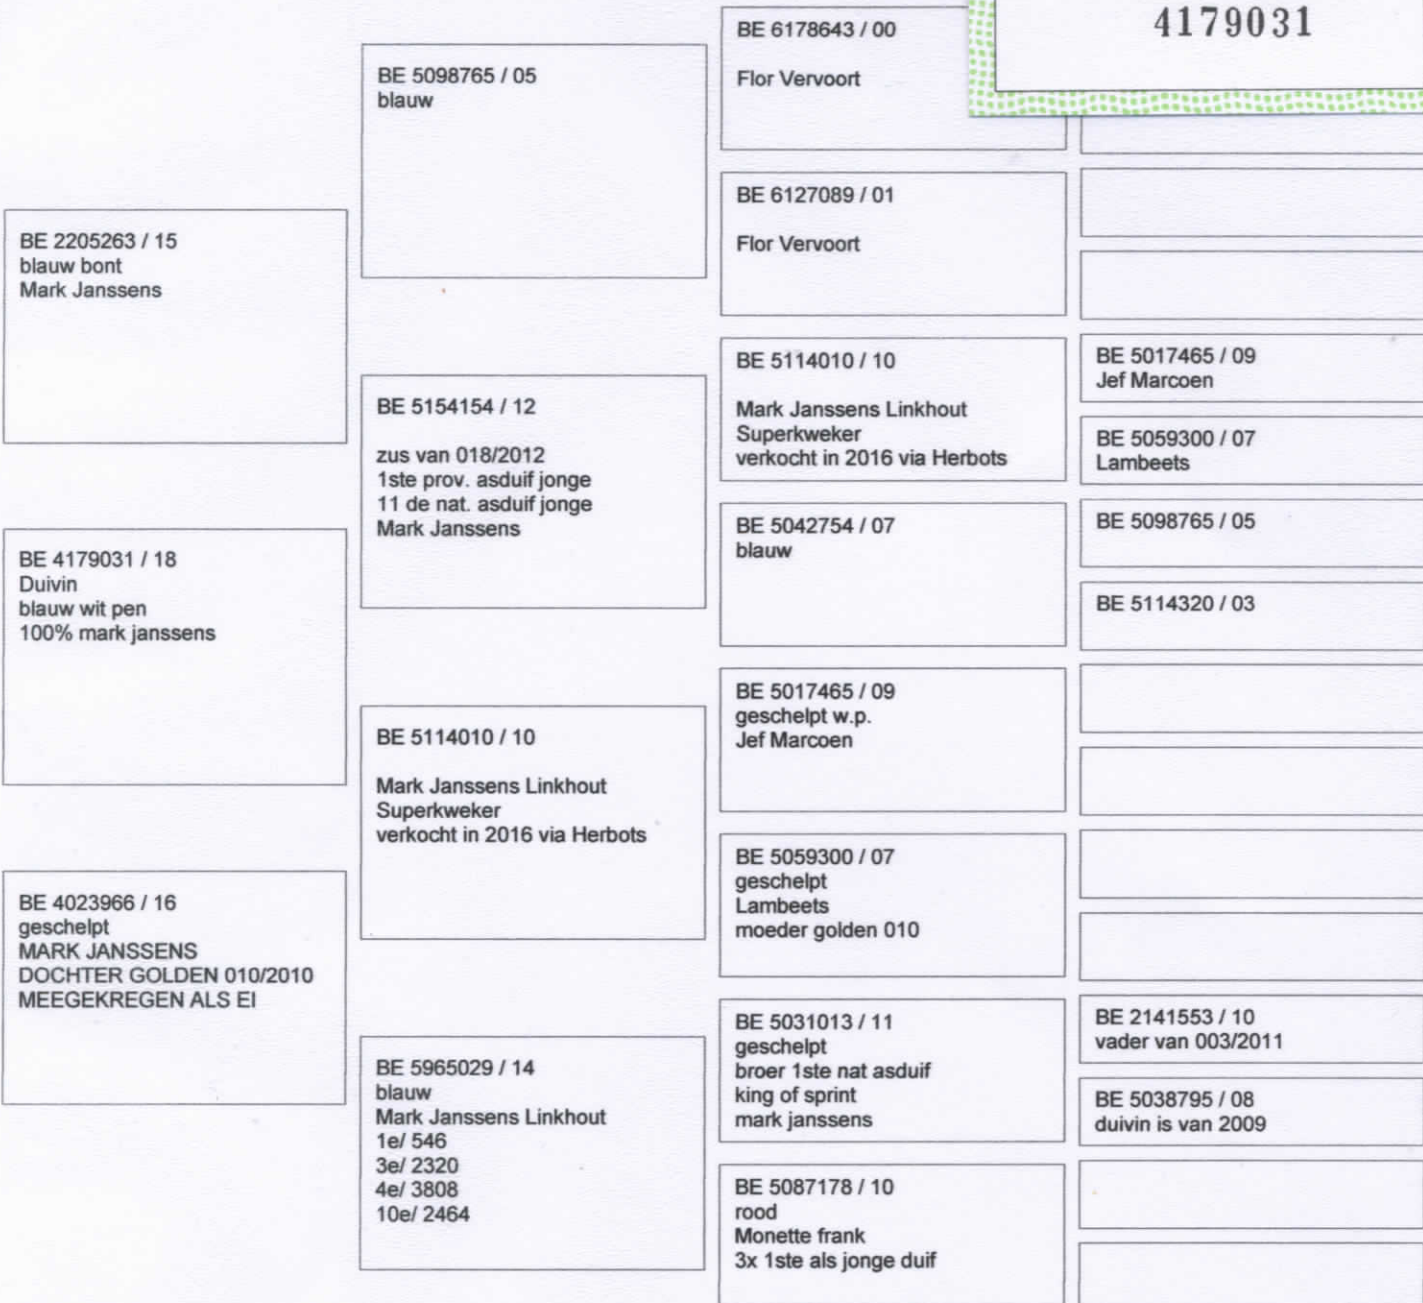 4179031
BE 2205263 / 15
blauw bont
Mark Janssens
BE 4179031 / 18
Duivin
blauw wit pen
100% mark janssens
BE 4023966 / 16
geschelpt
MARK JANSSENS
DOCHTER GOLDEN 010/2010
MEEGEKREGEN ALS EI
BE 5098765 / 05
blauw
BE 5154154 / 12
zus van 018/2012
1ste prov. asduif jonge
11 de nat. asduif jonge
Mark Janssens
BE 5114010 / 10
Mark Janssens Linkhout
Superkweker
verkocht in 2016 via Herbots
BE 5965029 / 14
blauw
Mark Janssens Linkhout
1e/ 546
3e/ 2320
4e/ 3808
10e/ 2464
BE 6178643 / 00
Flor Vervoort
BE 6127089 / 01
Flor Vervoort
BE 5114010 / 10
Mark Janssens Linkhout
Superkweker
verkocht in 2016 via Herbots
BE 5042754 / 07
blauw
BE 5017465 / 09
geschelpt w.p.
Jef Marcoen
BE 5059300 / 07
geschelpt
Lambeets
moeder golden 010
BE 5031013 / 11
geschelpt
broer 1ste nat asduif
king of sprint
mark janssens
BE 5087178 / 10
rood
Monette frank
3x 1ste als jonge duif
BE 5017465 / 09
Jef Marcoen
BE 5059300 / 07
Lambeets
BE 5098765 / 05
BE 5114320 / 03
BE 2141553 / 10
vader van 003/2011
BE 5038795 / 08
duivin is van 2009